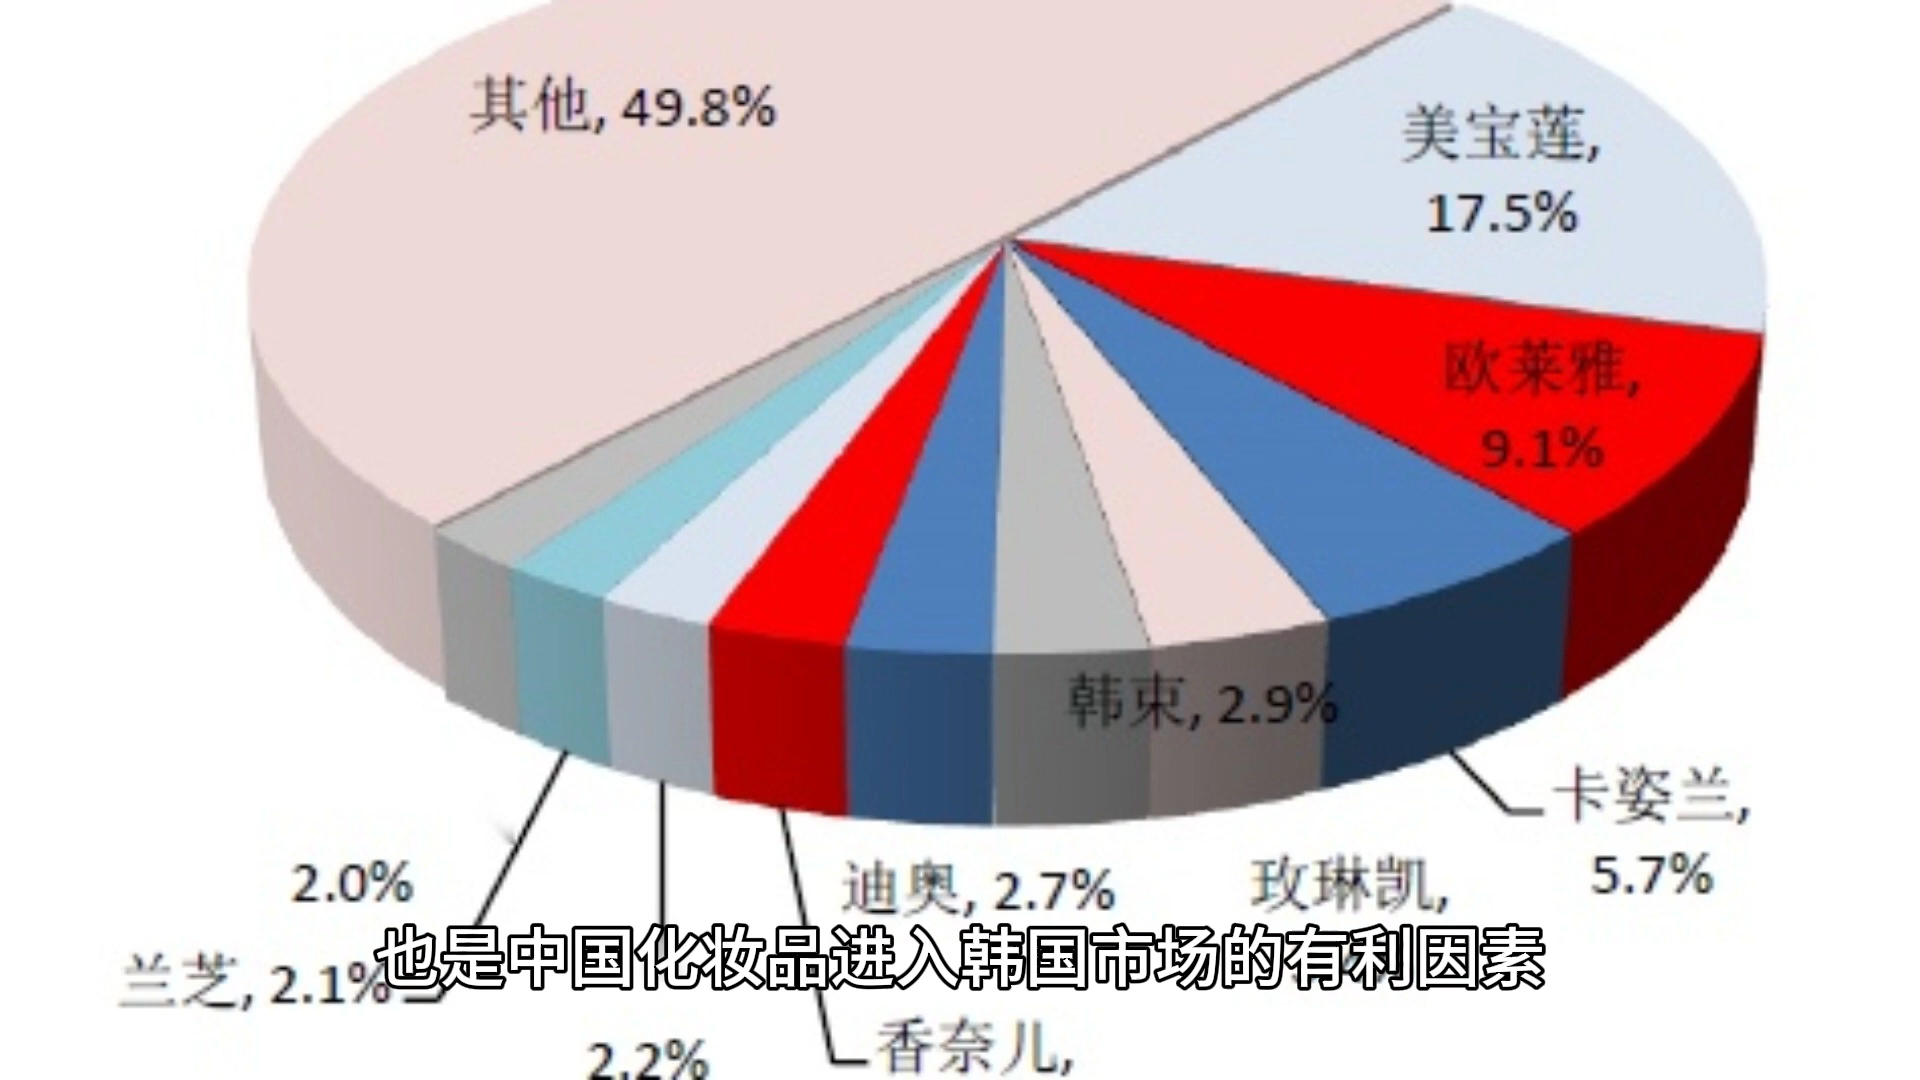 其他, 49.8%
美宝莲,
17.5%
欧莱雅,
9.1%
韩束, 2.9%
卡姿兰,
5.7%
玫琳凯,
迪奥, 2.7%
2.0%
兰芝, 2.1%
也是中国化妆品进入韩国市场的有利因素
香奈儿,
2.2%